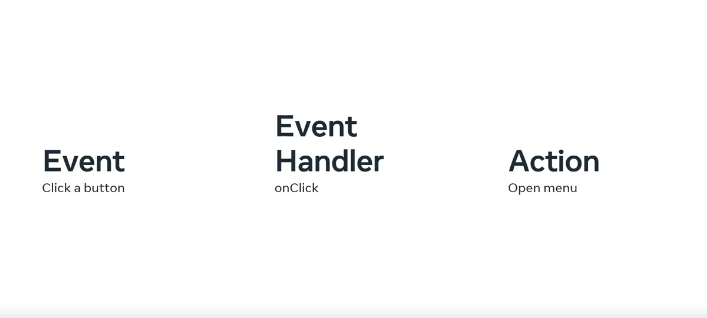 Event
Click a button
Event
Handler
onClick
Action
Open menu